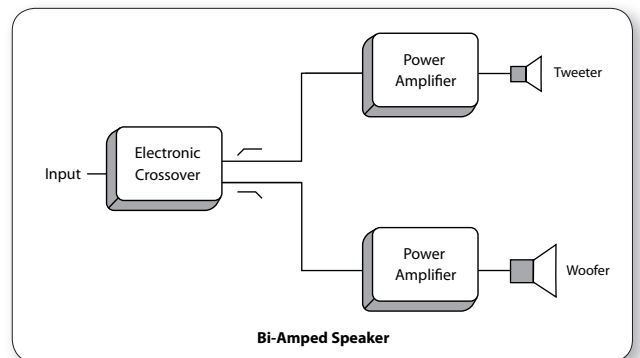 Power
Amplifier
Tweeter
Electronic
Crossover
Input
Power
Amplifier
Woofer
Bi-Amped Speaker